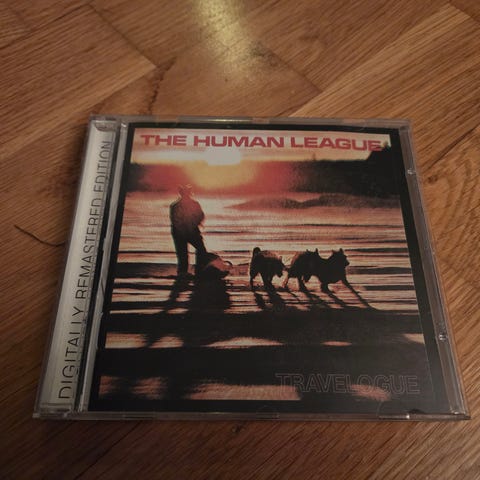 THE HUMAN LEAGUE
DIGITALLY REMASTERED EDITION
TRAVELOGUE